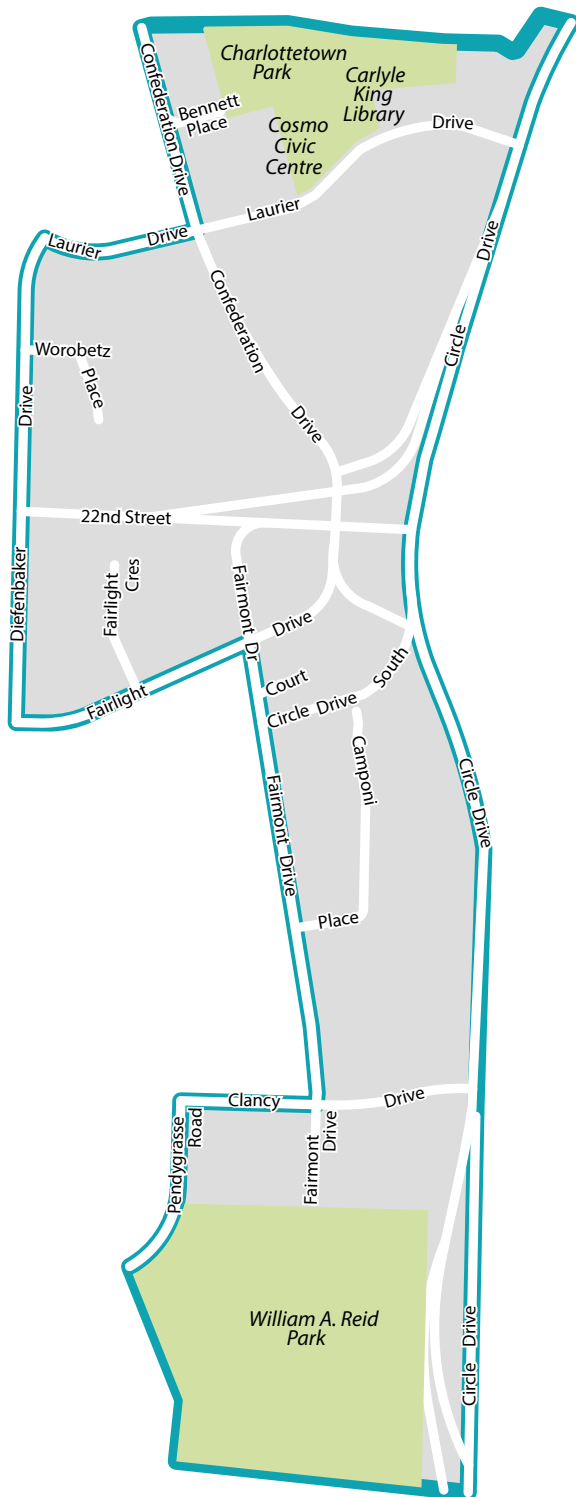 Charlottetown
Park
Carlyle
King
Library
Cosmo
Civic
Centre
Confederation Drive
Bennett
Place
Drive
Laurier
Drive
Laurier
Confederation
Drive
Circle
Drive
Worobetz
Place
Drive
Diefenbaker
22nd Street
Fairlight
Cres
Fairmont Dr
Drive
Fairlight
Court
Circle Drive
South
Camponi
Place
Fairmont Drive
Circle Drive
Clancy
Drive
Pendygrasse
Road
Fairmont
Drive
William A. Reid
Park
Circle Drive